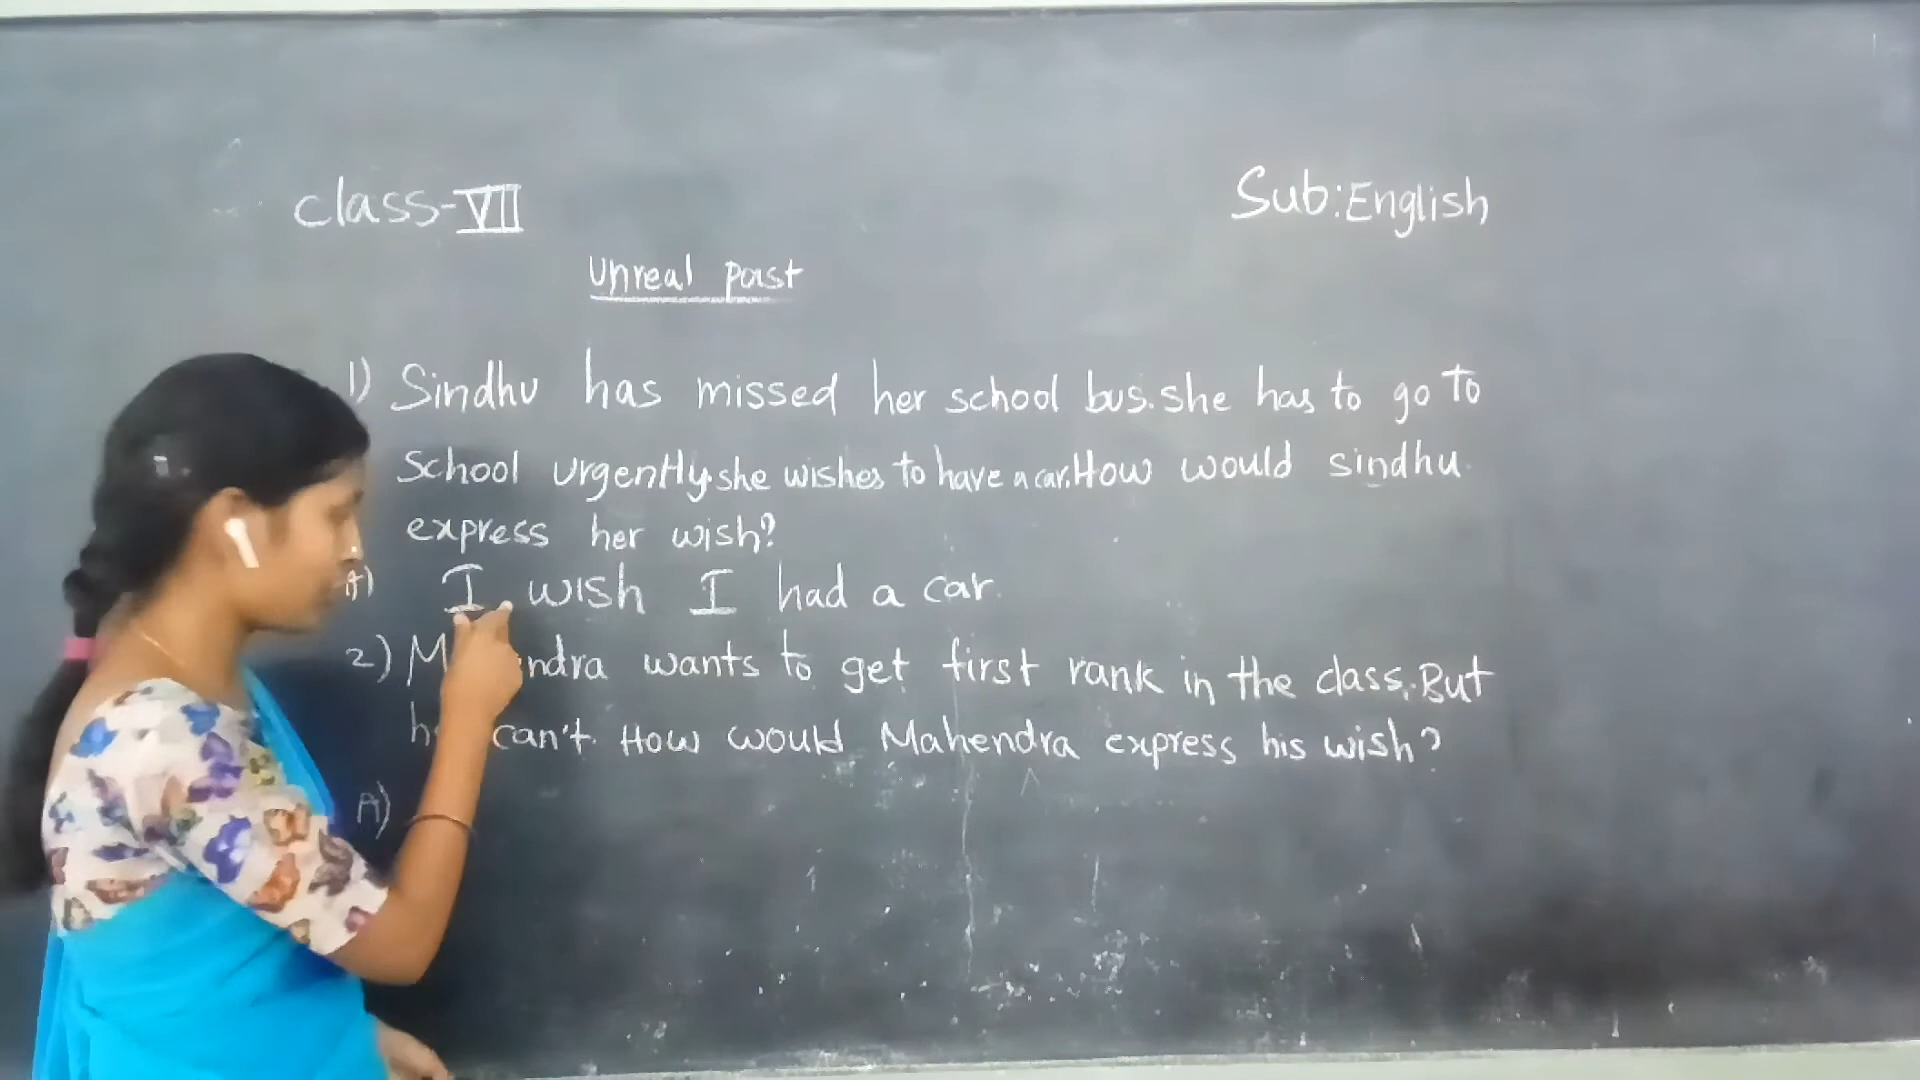 class-VII
Sub:English
Unreal past
1) Sindhu has missed her school bus.she has to go to
School urgently.she wishes to have a car.How would sindhu
express her wish?
A) I wish I had a car.
2) wants to get first rank in the class.But
can't. How would Mahendra express his wish?
A)